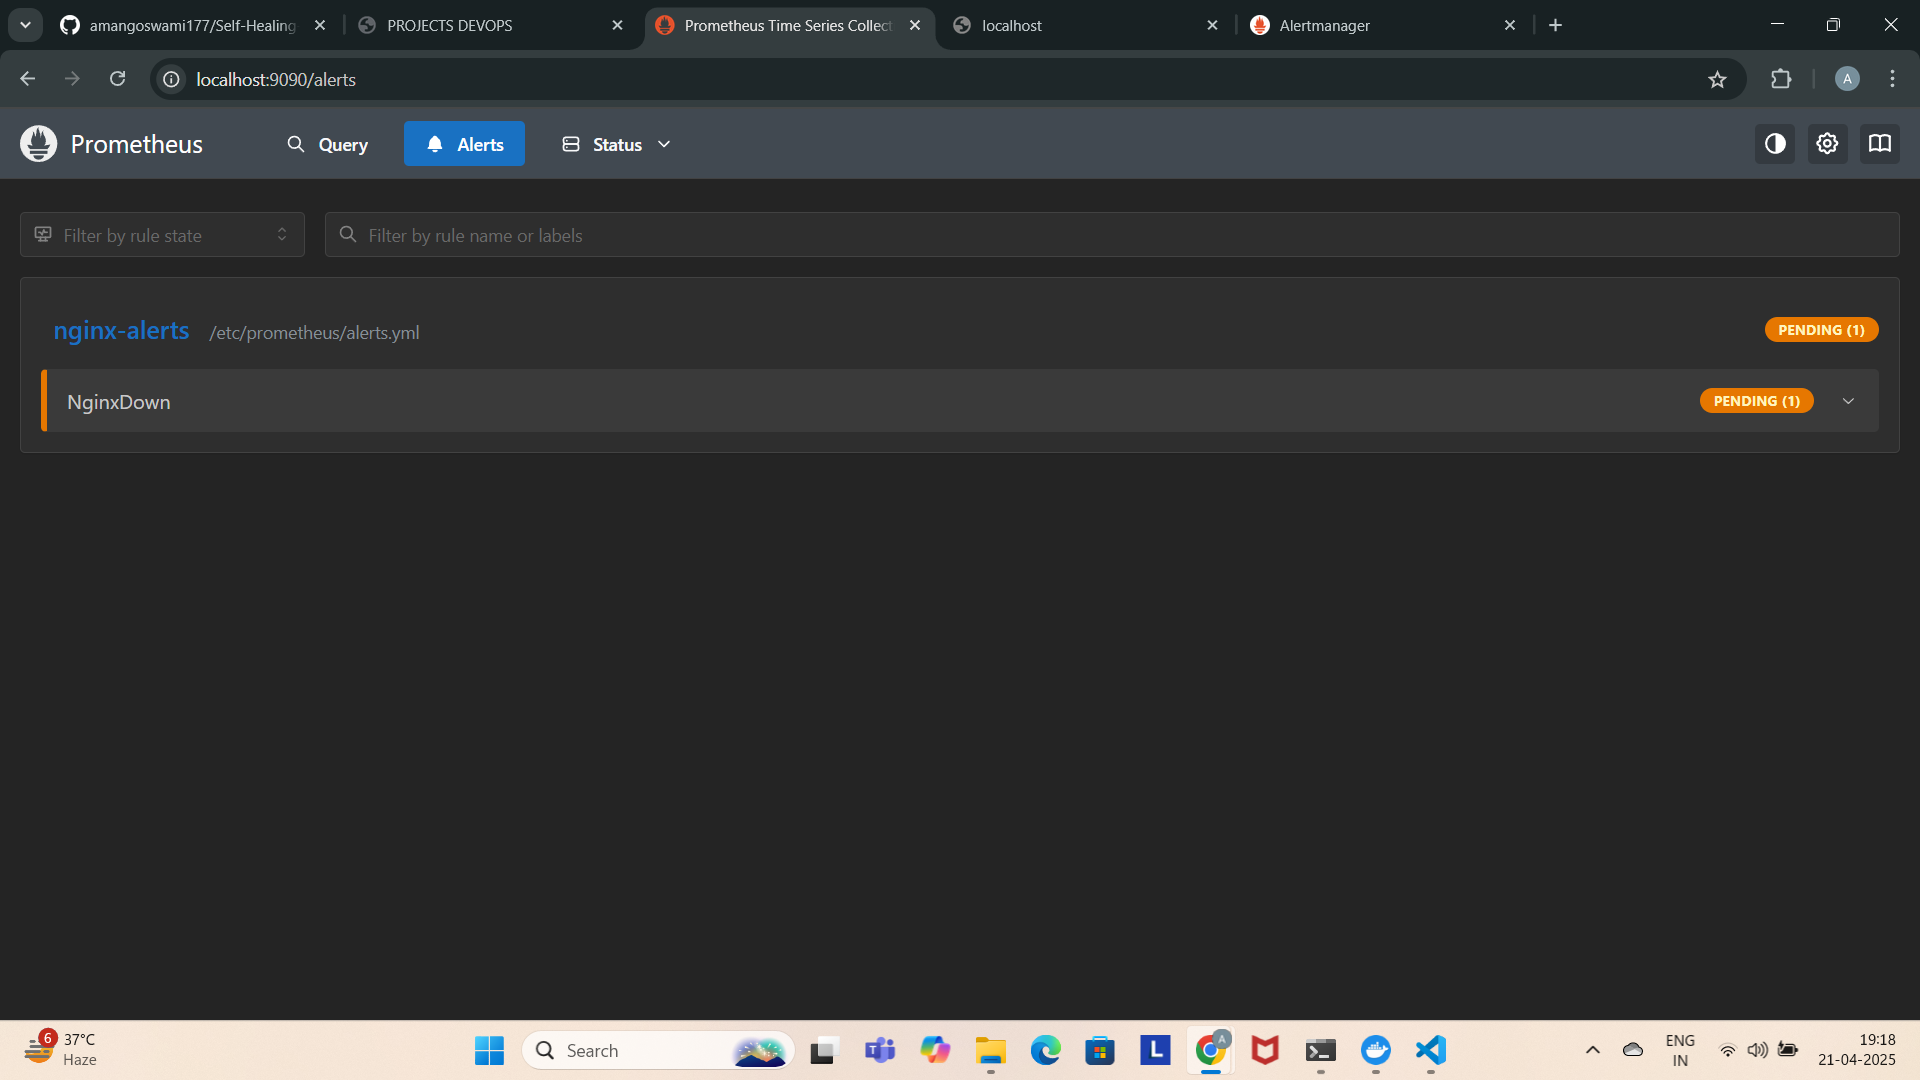 amangoswami177/Self-Healing
PROJECTS DEVOPS
Prometheus Time Series Collect
localhost
Alertmanager
localhost:9090/alerts
A
Prometheus
Query
Alerts
Status
Filter by rule state
Filter by rule name or labels
nginx-alerts
/etc/prometheus/alerts.yml
PENDING (1)
NginxDown
PENDING (1)
6
37°C
Haze
Search
T
L
A
ENG
IN
19:18
21-04-2025